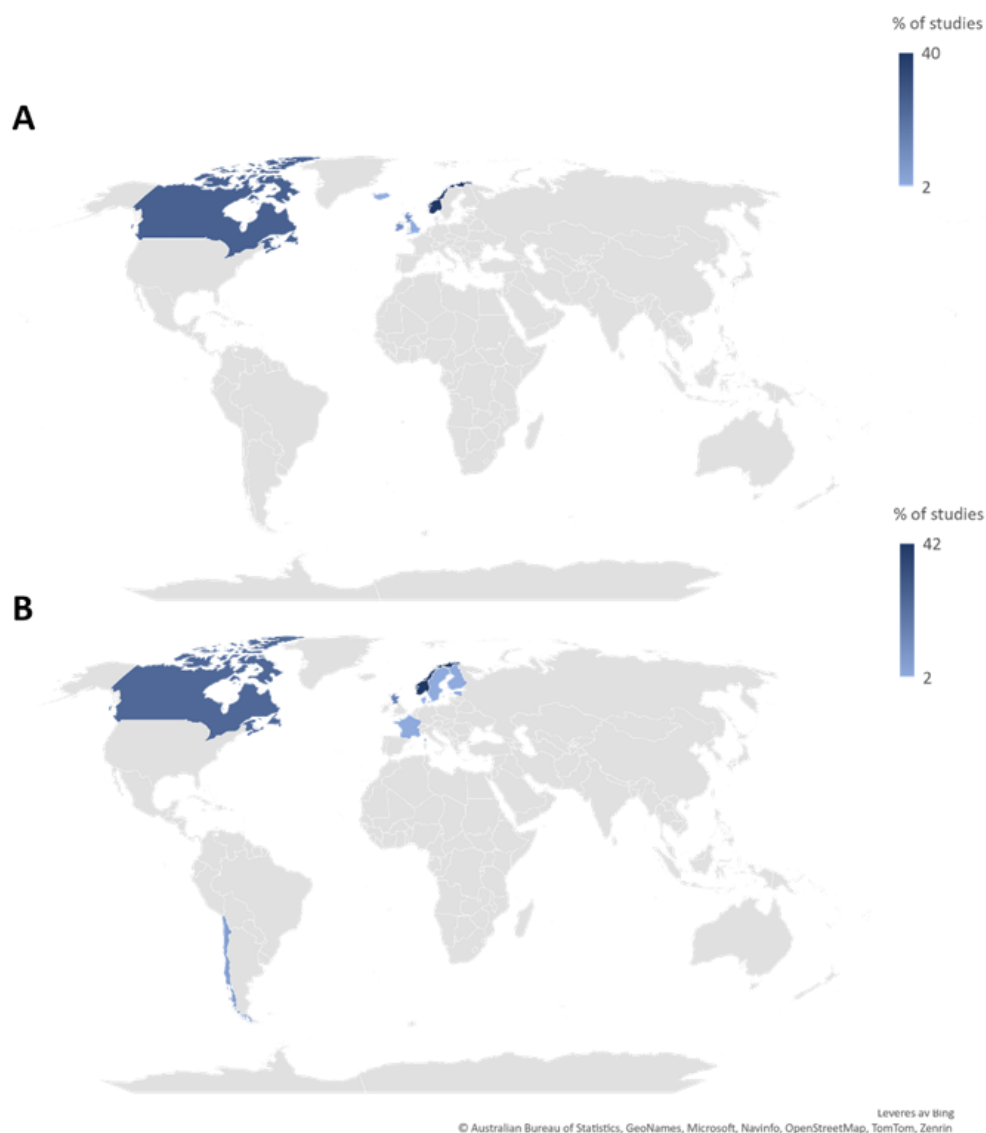 % of studies
40
A
2
% of studies
42
B
2
Leveres av Bing
© Australian Bureau of Statistics, GeoNames, Microsoft, Navinfo, OpenStreetMap, TomTom, Zenrin